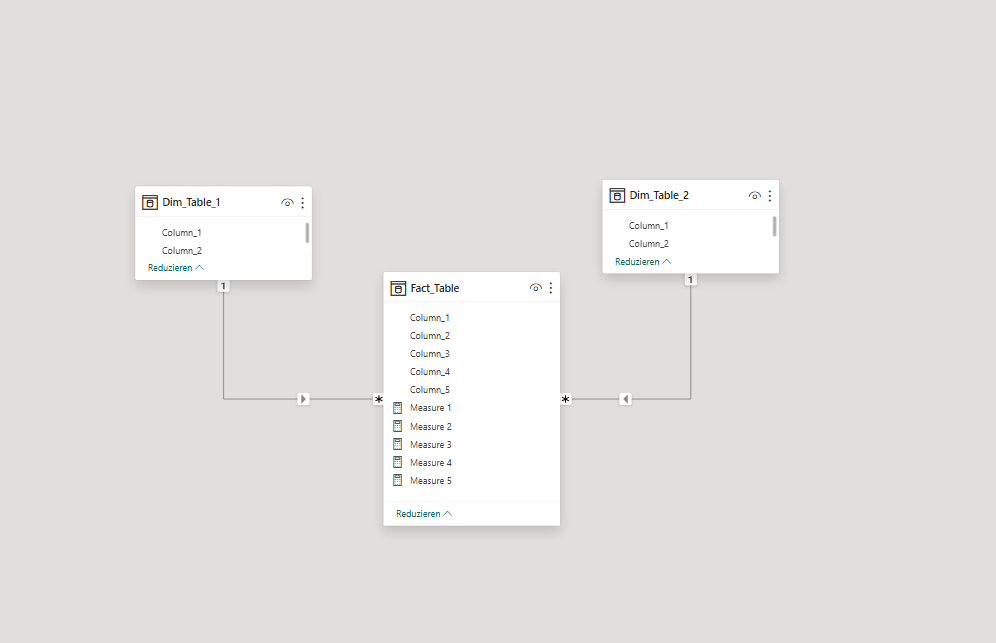 Dim_Table_1
Column_1
Column_2
Reduzieren
1
Dim_Table_2
Column_1
Column_2
Reduzieren
1
Fact_Table
Column_1
Column_2
Column_3
Column_4
Column_5
Measure 1
Measure 2
Measure 3
Measure 4
Measure 5
Reduzieren
*
*